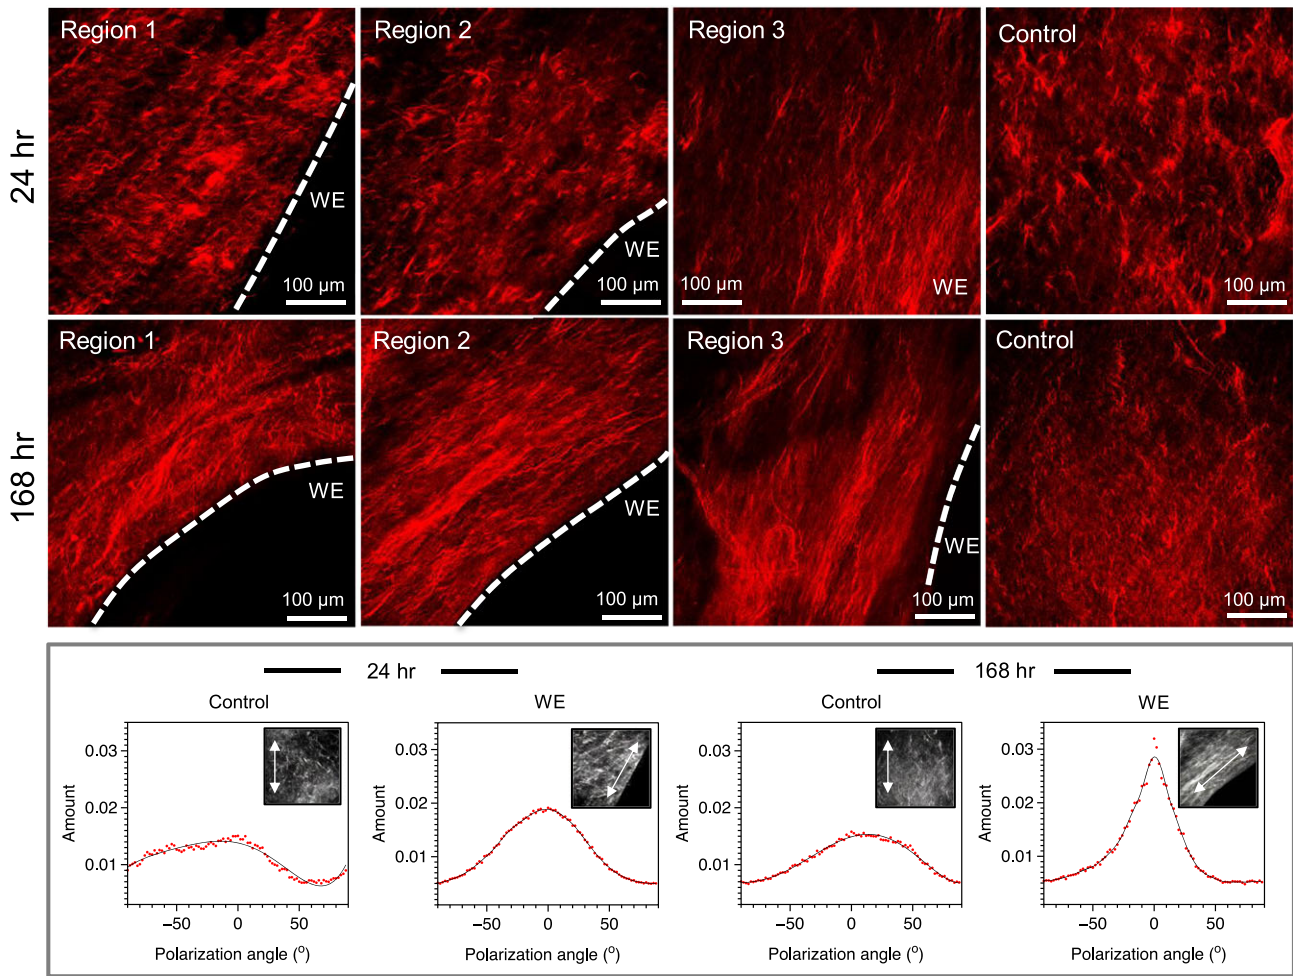 24 hr
Region 1
WE
100 µm
Region 2
WE
100 µm
Region 3
100 µm
WE
Control
100 µm
168 hr
Region 1
WE
100 µm
Region 2
WE
100 µm
Region 3
WE
100 µm
Control
100 µm
24 hr
168 hr
Control
WE
Control
WE
Amount
0.03
0.02
0.01
–50
0
50
Polarization angle (o)
Amount
0.03
0.02
0.01
–50
0
50
Polarization angle (o)
Amount
0.03
0.02
0.01
–50
0
50
Polarization angle (o)
Amount
0.03
0.02
0.01
–50
0
50
Polarization angle (o)